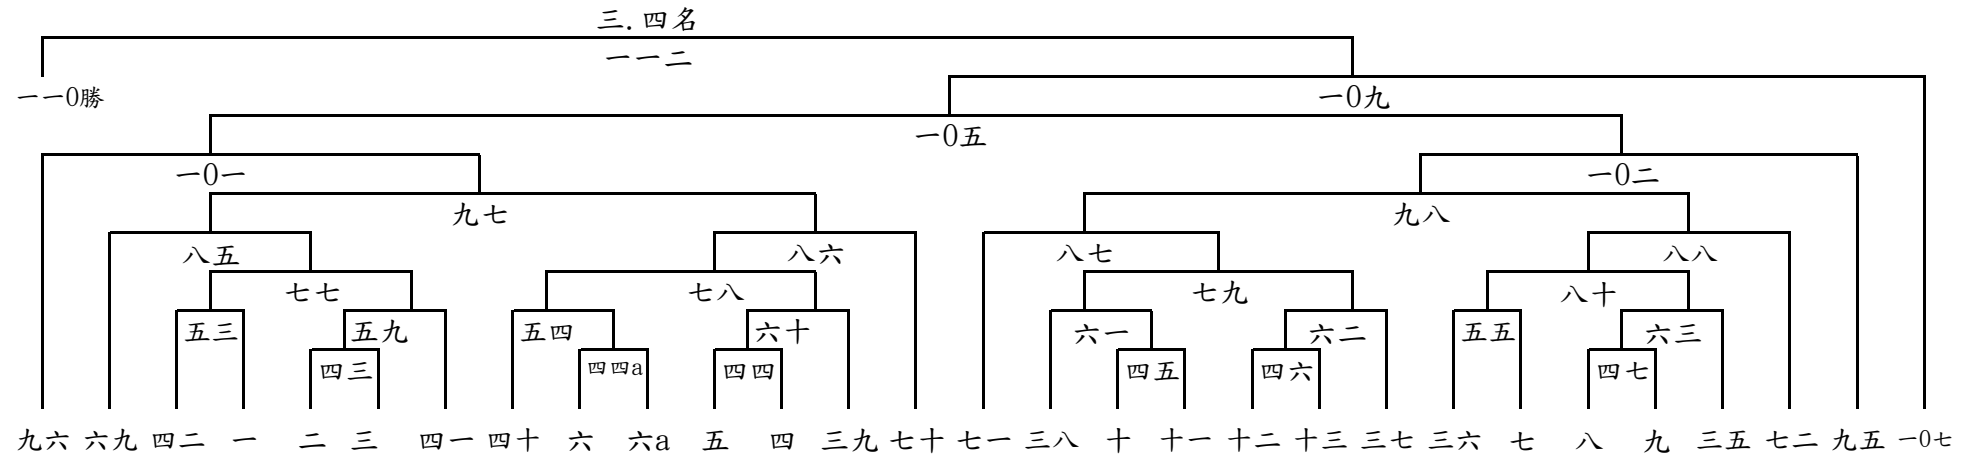 三.四名
一一二
一一0勝
一0九
一0五
一0一
一0二
九七
九八
八五
八六
八七
八八
七七
七八
七九
八十
五三
五九
五四
六十
六一
六二
五五
六三
四三
四四a
四四
四五
四六
四七
九六 六九 四二 一 二 三 四一 四十 六 六a 五 四 三九 七十 七一 三八 十 十一 十二 十三 三七 三六 七 八 九 三五 七二 九五 一0七